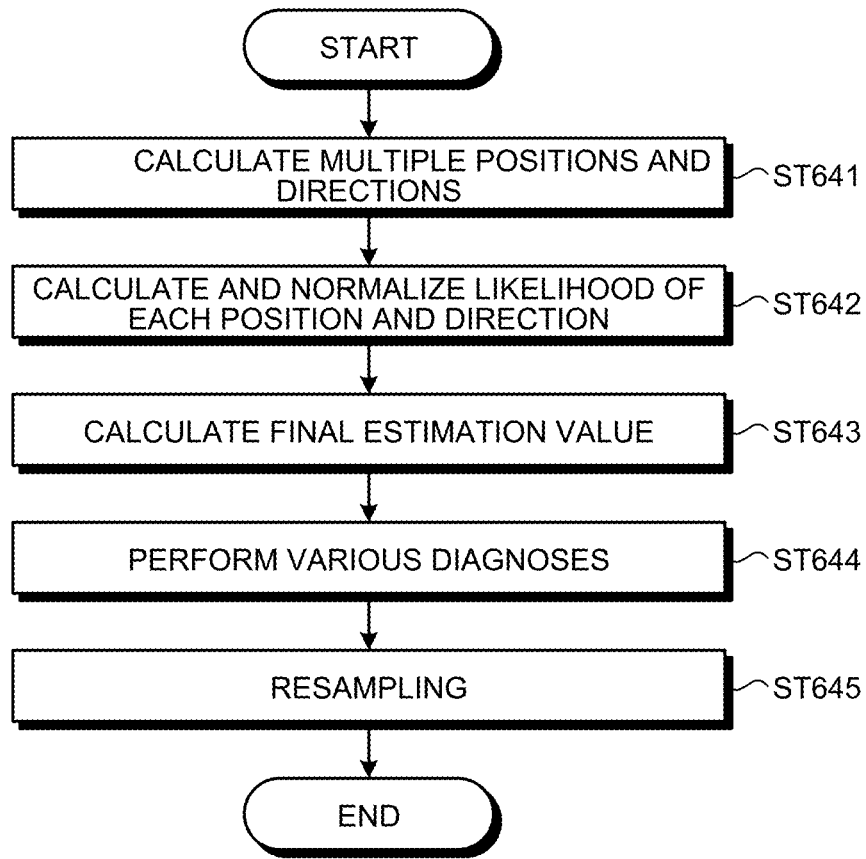 START
CALCULATE MULTIPLE POSITIONS AND
DIRECTIONS
ST641
CALCULATE AND NORMALIZE LIKELIHOOD OF
EACH POSITION AND DIRECTION
ST642
CALCULATE FINAL ESTIMATION VALUE
ST643
PERFORM VARIOUS DIAGNOSES
ST644
RESAMPLING
ST645
END